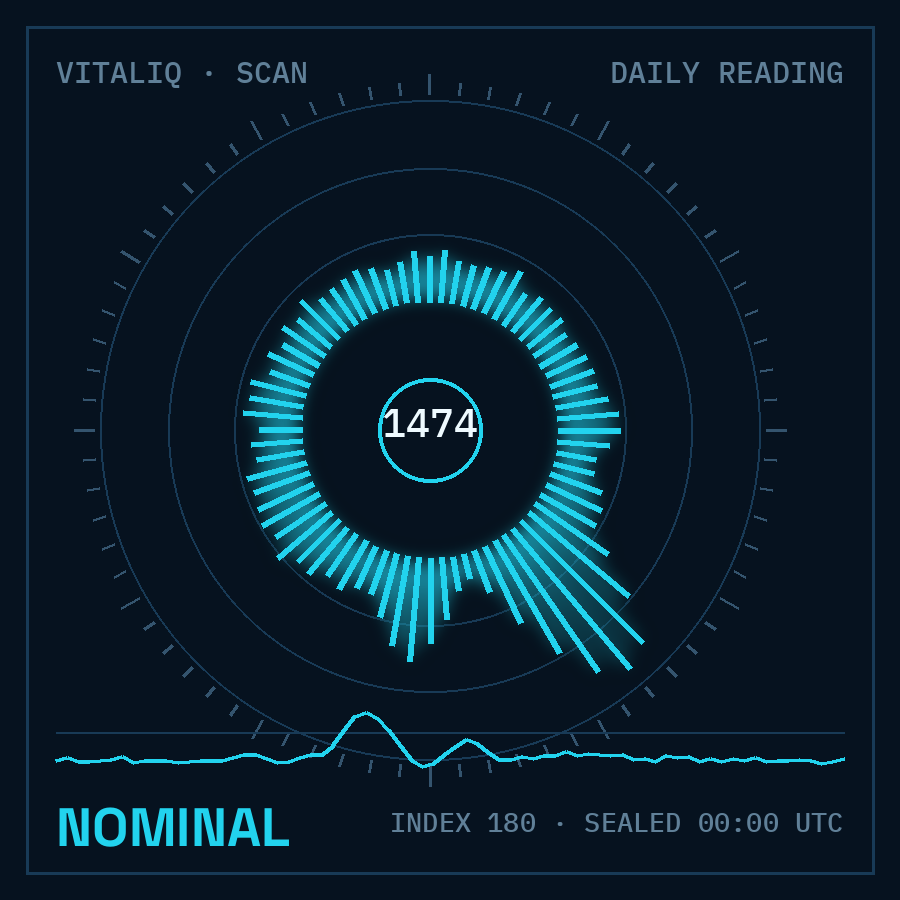 VITALIQ · SCAN
DAILY READING
1474
NOMINAL
INDEX 180 · SEALED 00:00 UTC